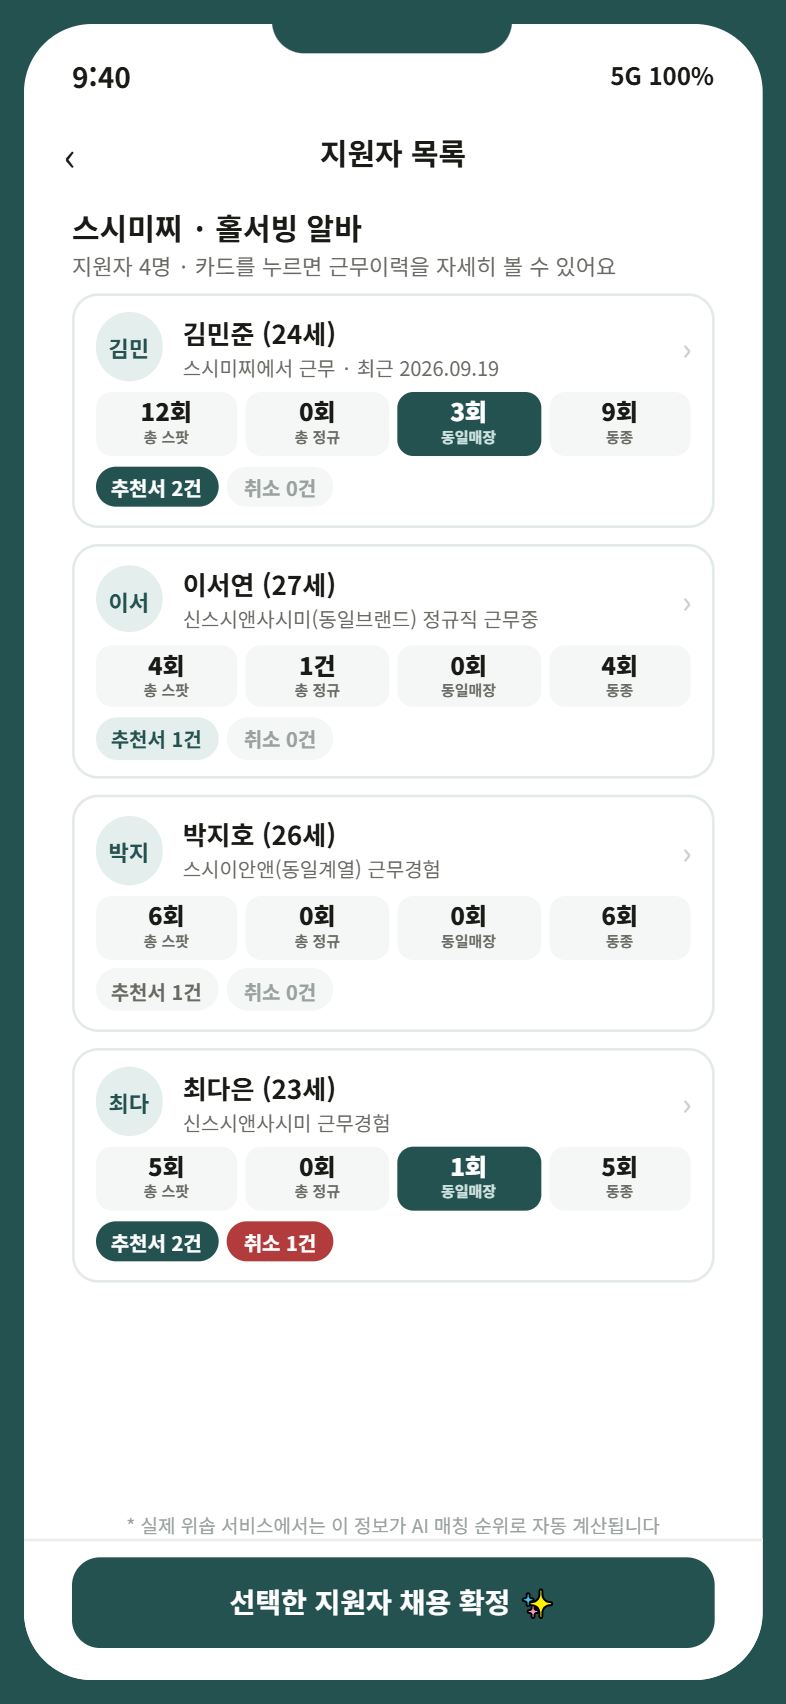 9:40
5G 100%
‹
지원자 목록
스시미찌 · 홀서빙 알바
지원자 4명 · 카드를 누르면 근무이력을 자세히 볼 수 있어요
김민
김민준 (24세)
스시미찌에서 근무 · 최근 2026.09.19
›
12회 0회 3회 9회
총 스팟 총 정규 동일매장 동종
추천서 2건 취소 0건
이서
이서연 (27세)
신스시앤사시미(동일브랜드) 정규직 근무중
›
4회 1건 0회 4회
총 스팟 총 정규 동일매장 동종
추천서 1건 취소 0건
박지
박지호 (26세)
스시이안앤(동일계열) 근무경험
›
6회 0회 0회 6회
총 스팟 총 정규 동일매장 동종
추천서 1건 취소 0건
최다
최다은 (23세)
신스시앤사시미 근무경험
›
5회 0회 1회 5회
총 스팟 총 정규 동일매장 동종
추천서 2건 취소 1건
* 실제 위솝 서비스에서는 이 정보가 AI 매칭 순위로 자동 계산됩니다
선택한 지원자 채용 확정 ✨